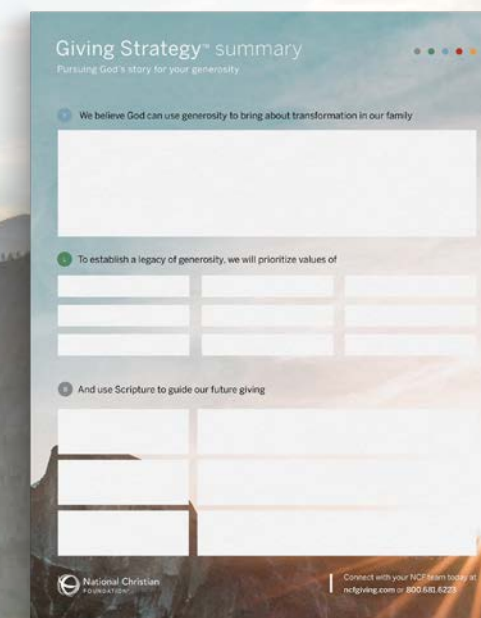 Giving Strategy™ summary
Pursuing God's story for your generosity
We believe God can use generosity to bring about transformation in our family
To establish a legacy of generosity, we will prioritize values of
And use Scripture to guide our future giving
National Christian
FOUNDATION
Connect with your NCF team today at
ncfgiving.com or 800.681.6223